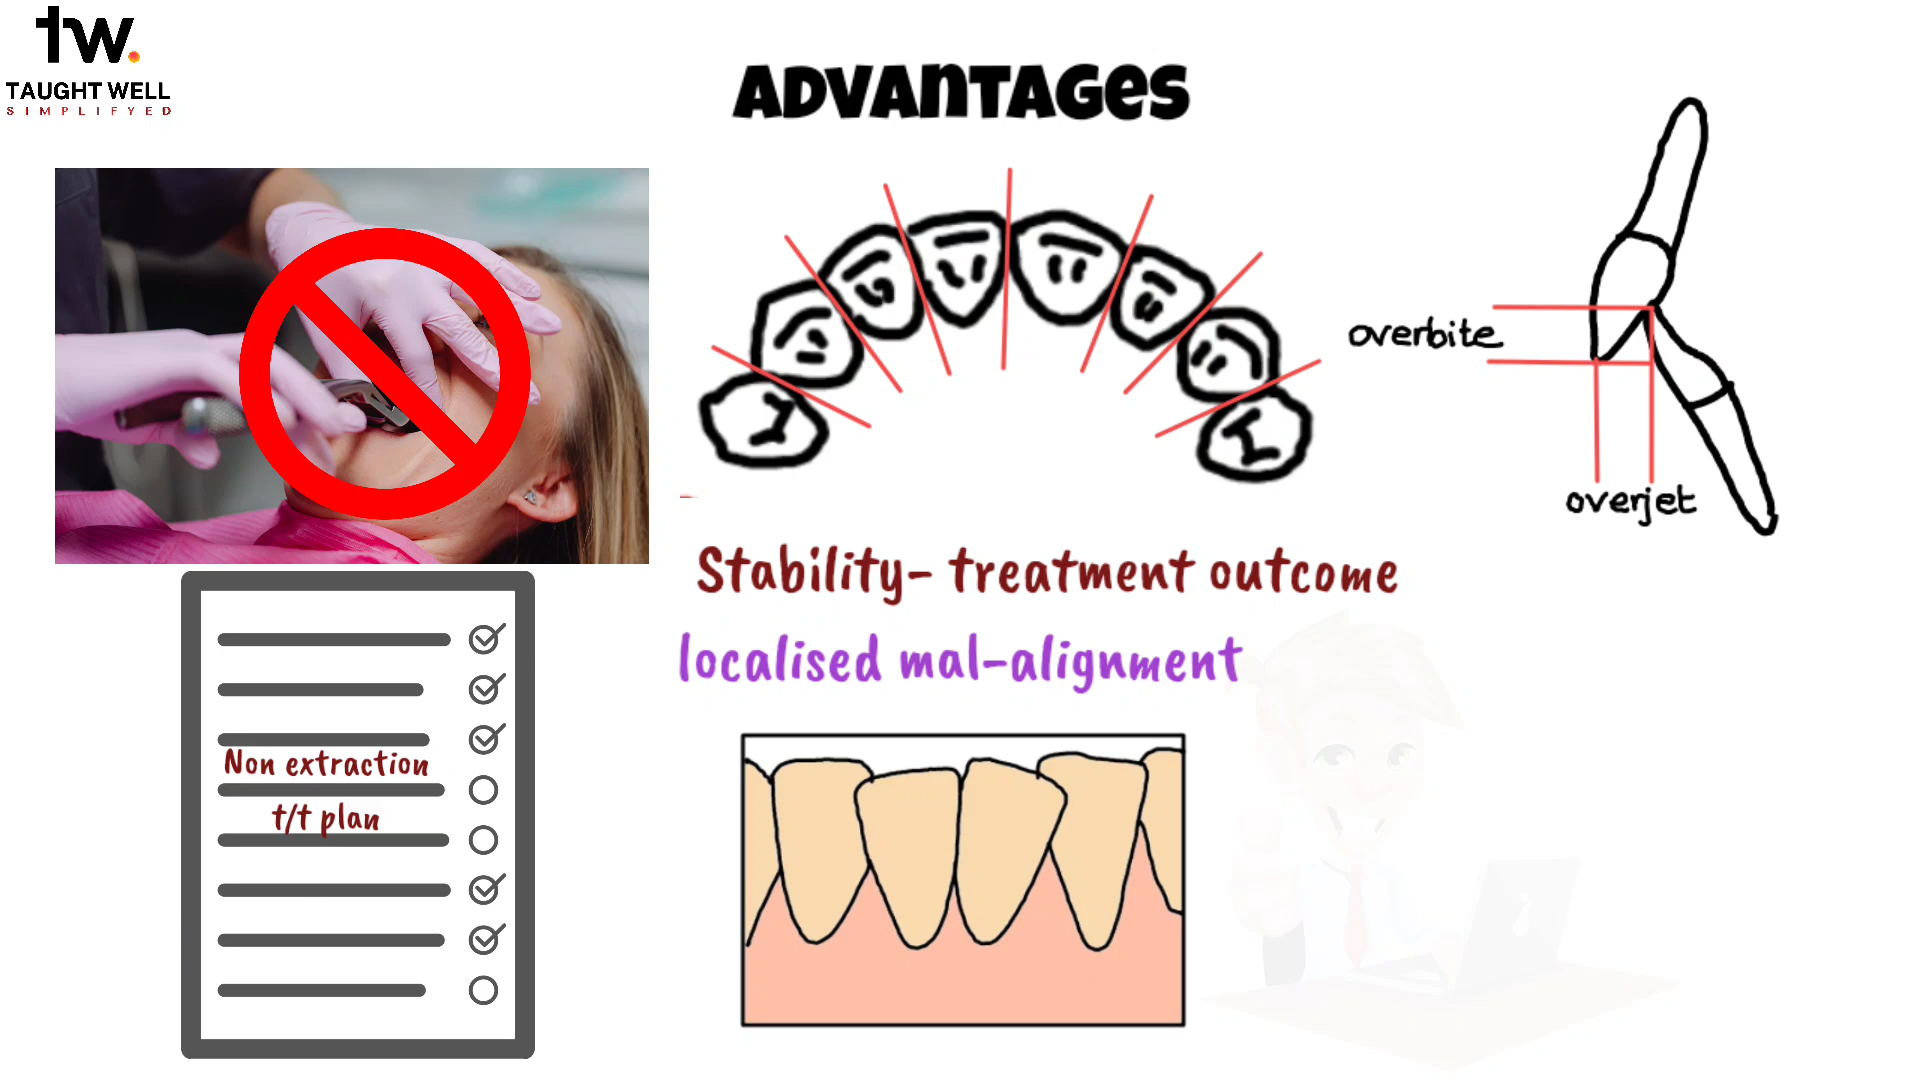 tw.
TAUGHT WELL
SIMPLIFYED
ADVANTAGES
overbite
overjet
Stability- treatment outcome
localised mal-alignment
Non extraction
t/t plan